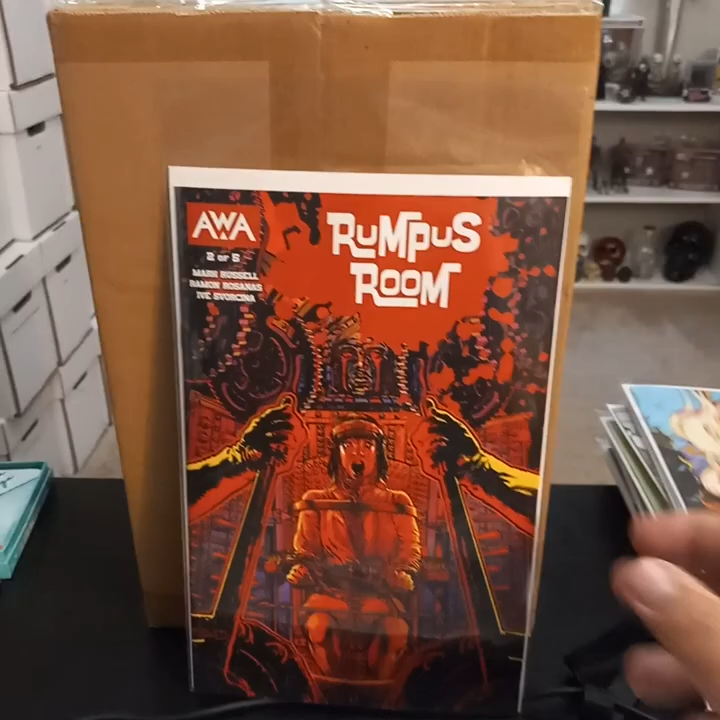 AWA
2 OF 5
MARK RUSSELL
RAMON ROSANAS
IVE SVORCINA
RUMPUS
ROOM